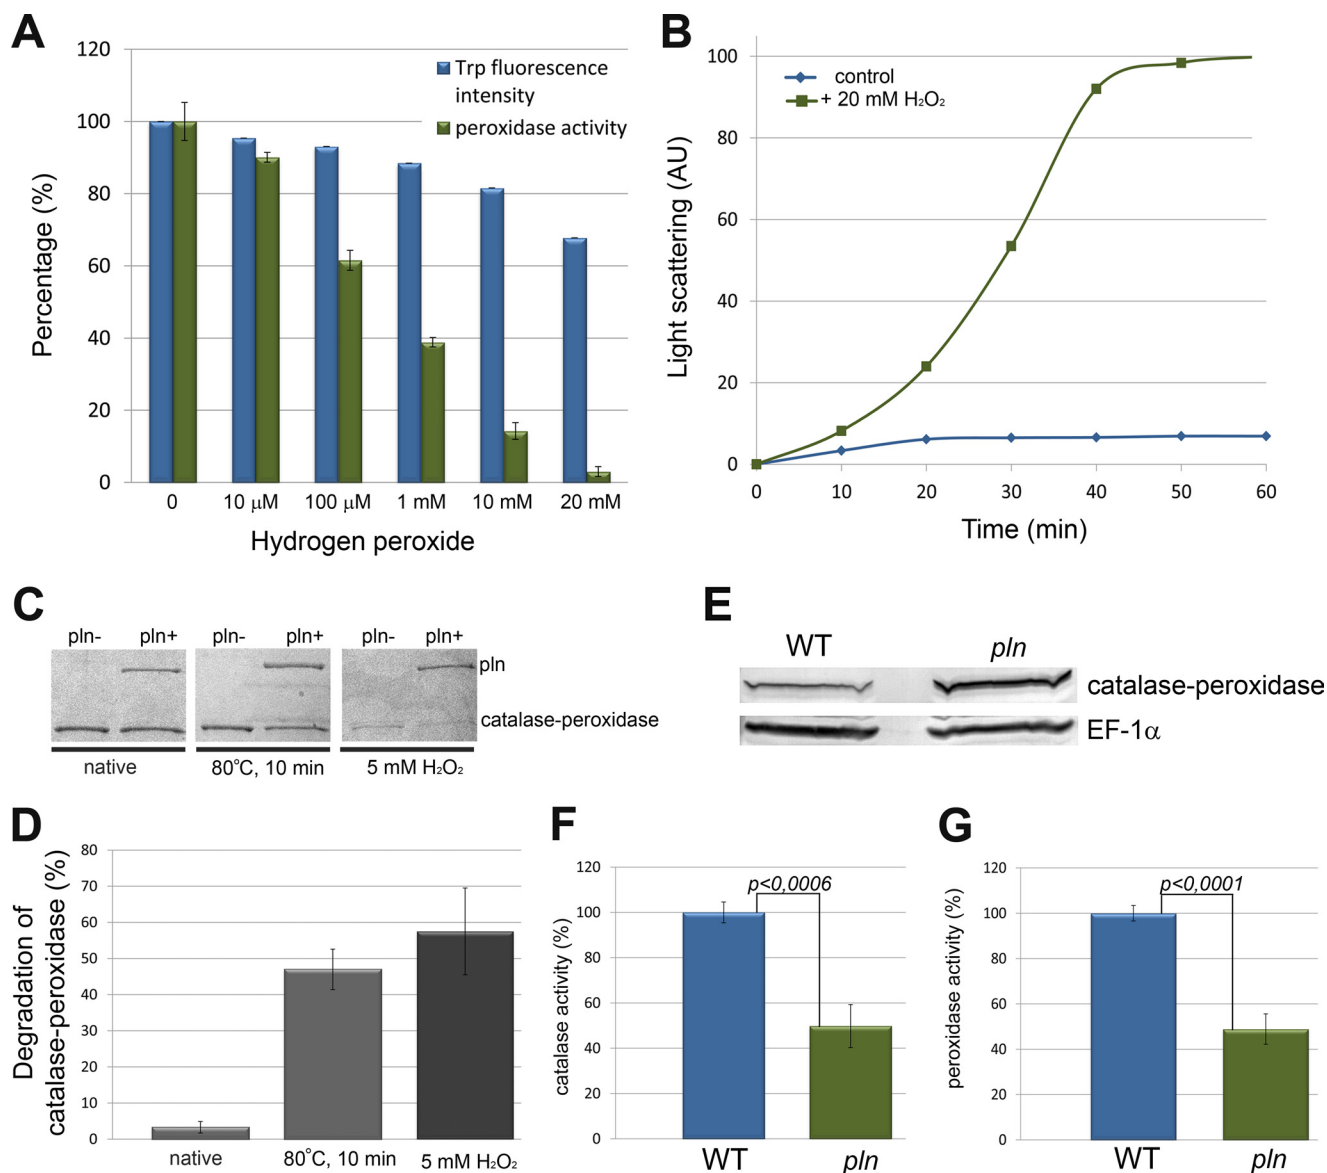 A
120
100
80
60
40
20
0
Percentage (%)
Trp fluorescence
intensity
peroxidase activity
0 10 μM 100 μM 1 mM 10 mM 20 mM
Hydrogen peroxide
B
100
80
60
40
20
0
Light scattering (AU)
control
+ 20 mM H₂O₂
0 10 20 30 40 50 60
Time (min)
C
pln- pln+ pln- pln+ pln- pln+
pln
catalase-peroxidase
native 80°C, 10 min 5 mM H₂O₂
E
WT pln
catalase-peroxidase
EF-1α
D
80
70
60
50
40
30
20
10
0
Degradation of
catalase-peroxidase (%)
native 80°C, 10 min 5 mM H₂O₂
F
120
100
80
60
40
20
0
catalase activity (%)
p<0,0006
WT pln
G
120
100
80
60
40
20
0
peroxidase activity (%)
p<0,0001
WT pln